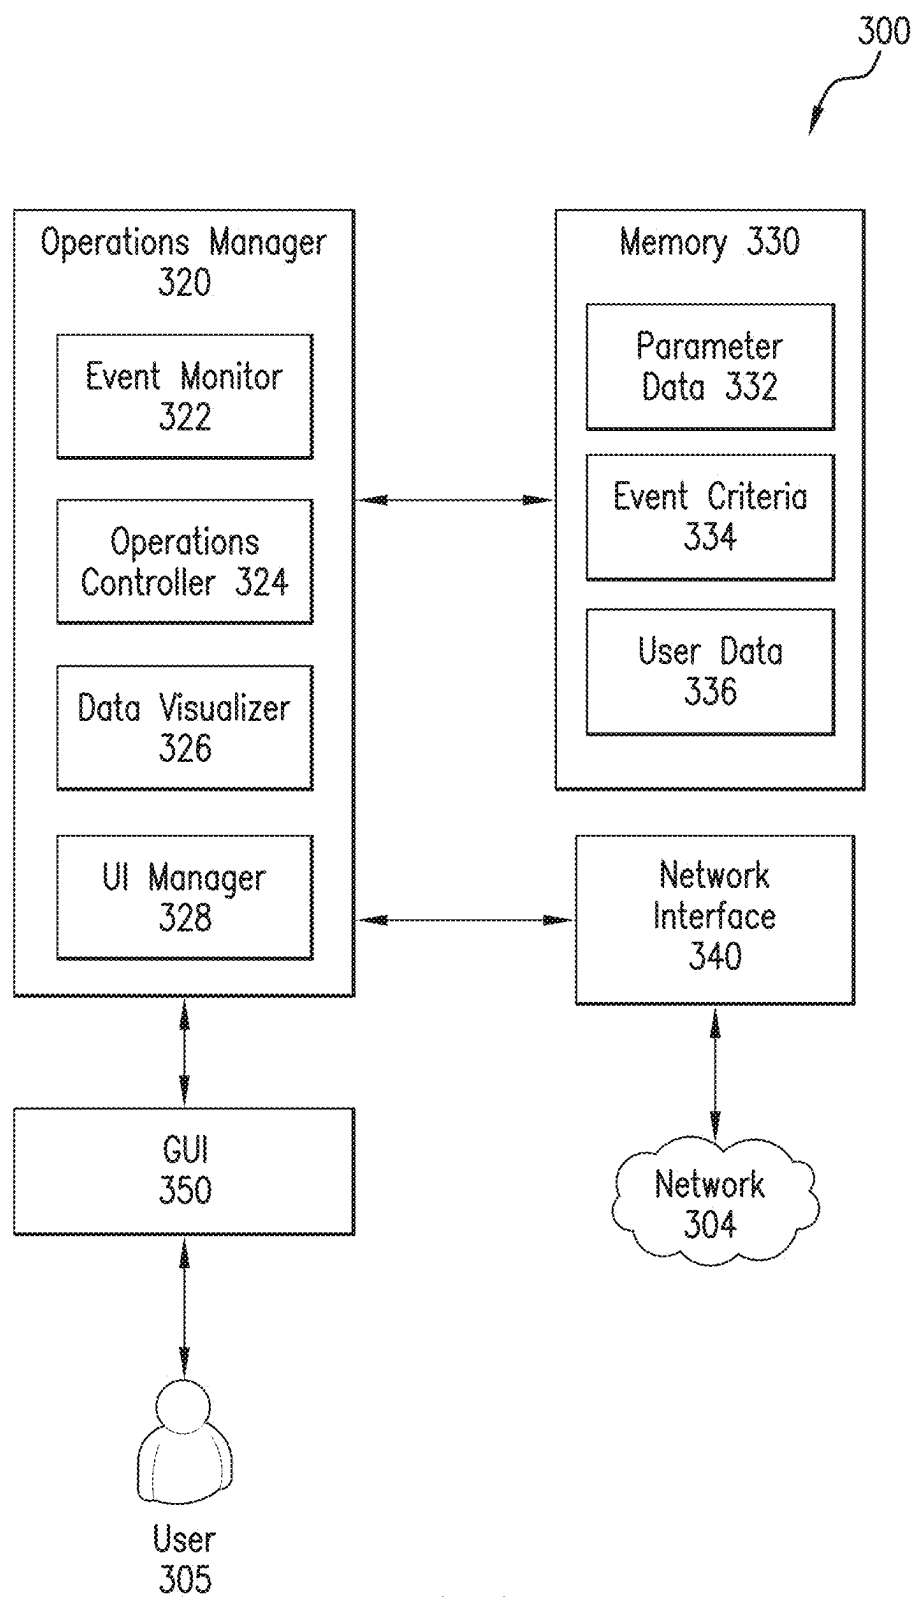 300
Operations Manager
320
Event Monitor
322
Operations
Controller 324
Data Visualizer
326
UI Manager
328
Memory 330
Parameter
Data 332
Event Criteria
334
User Data
336
Network
Interface
340
GUI
350
Network
304
User
305